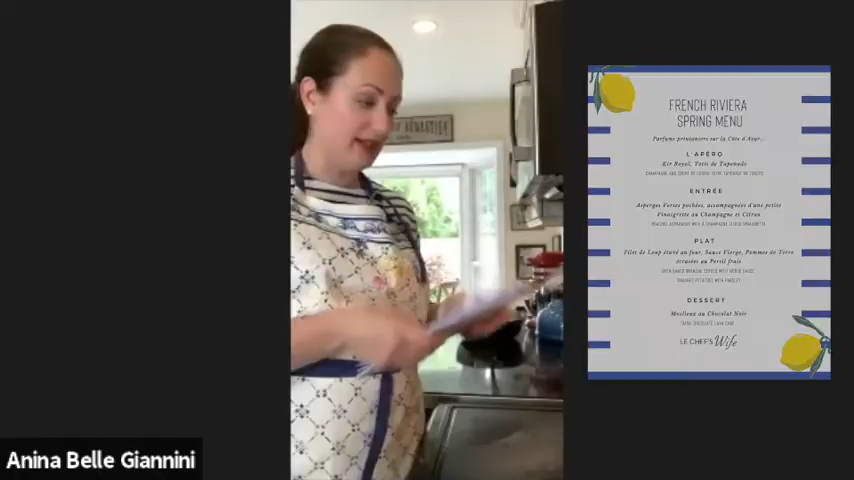 SÉBASTIEN
FRENCH RIVIERA
SPRING MENU
Parfums printaniers sur la Côte d'Azur...
L'APÉRO
Kir Royal, Tosts de Tapenade
ENTRÉE
Asperges Vertes pochées, accompagnées d'une petite
Vinaigrette au Champagne et Citron
PLAT
Filet de Loup étuvé au four, Sauce Vierge, Pommes de Terre
écrasées au Persil frais
DESSERT
Moelleux au Chocolat Noir
DARK CHOCOLATE LAVA CAKE
LE CHEF'S Wife
Anina Belle Giannini